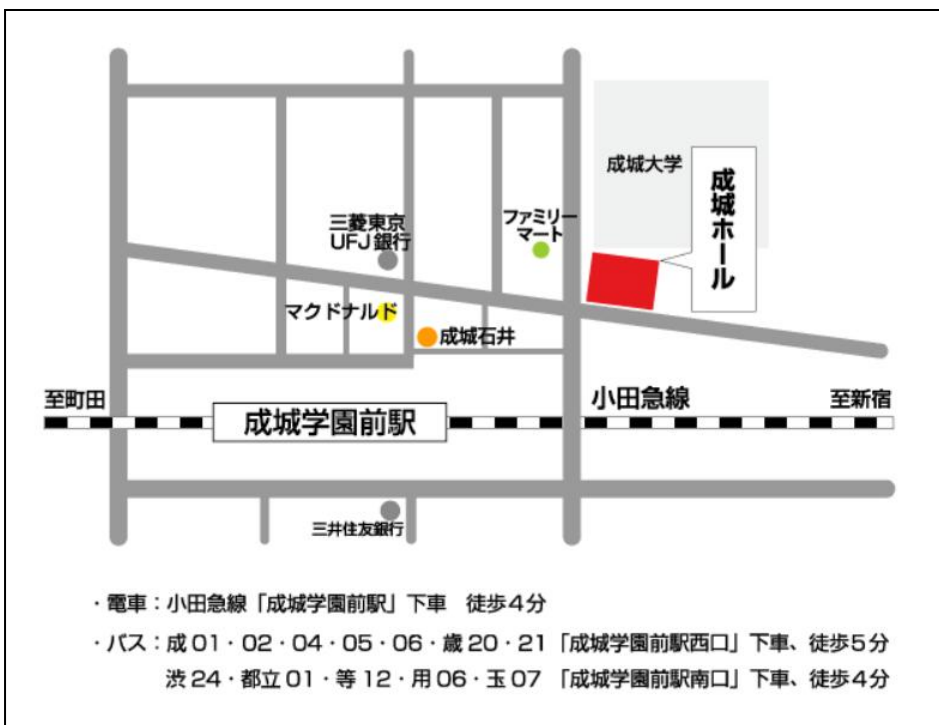 成城大学
成城ホール
三菱東京
UFJ銀行
ファミリー
マート
マクドナルド
成城石井
至町田
小田急線
至新宿
成城学園前駅
三井住友銀行
・電車：小田急線「成城学園前駅」下車　徒歩4分
・バス：成01・02・04・05・06・歳20・21「成城学園前駅西口」下車、徒歩5分
渋24・都立01・等12・用06・玉07「成城学園前駅南口」下車、徒歩4分